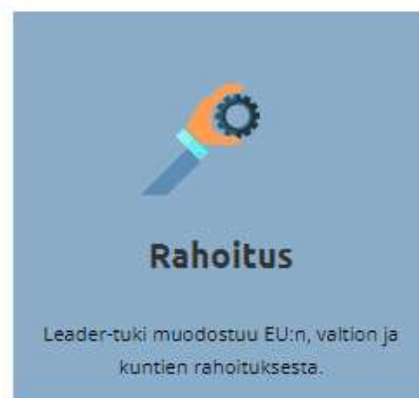 Rahoitus
Leader-tuki muodostuu EU:n, valtion ja
kuntien rahoituksesta.